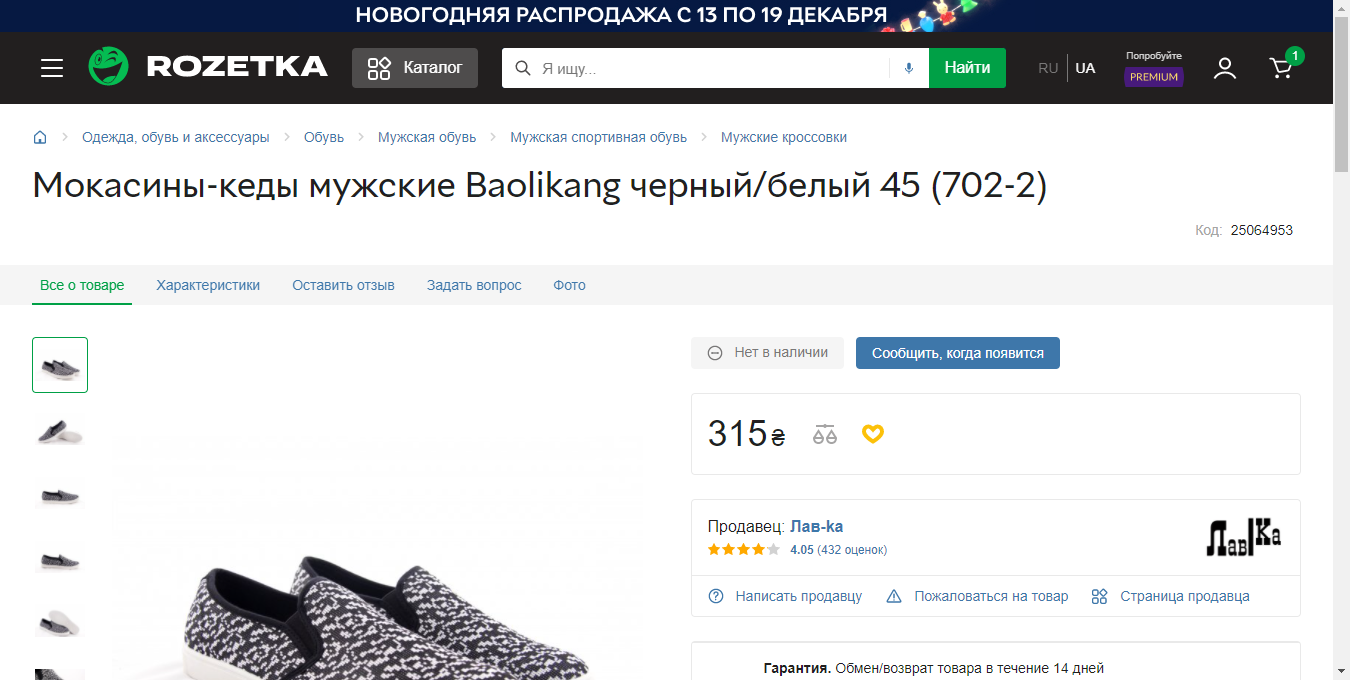 НОВОГОДНЯЯ РАСПРОДАЖА С 13 ПО 19 ДЕКАБРЯ
ROZETKA
Каталог
Я ищу...
Найти
RU
UA
Попробуйте
PREMIUM
1
Одежда, обувь и аксессуары
Обувь
Мужская обувь
Мужская спортивная обувь
Мужские кроссовки
Мокасины-кеды мужские Baolikang черный/белый 45 (702-2)
Код: 25064953
Все о товаре
Характеристики
Оставить отзыв
Задать вопрос
Фото
Нет в наличии
Сообщить, когда появится
315₴
Продавец: Лав-ka
ЛавКа
4.05 (432 оценок)
Написать продавцу
Пожаловаться на товар
Страница продавца
Гарантия. Обмен/возврат товара в течение 14 дней